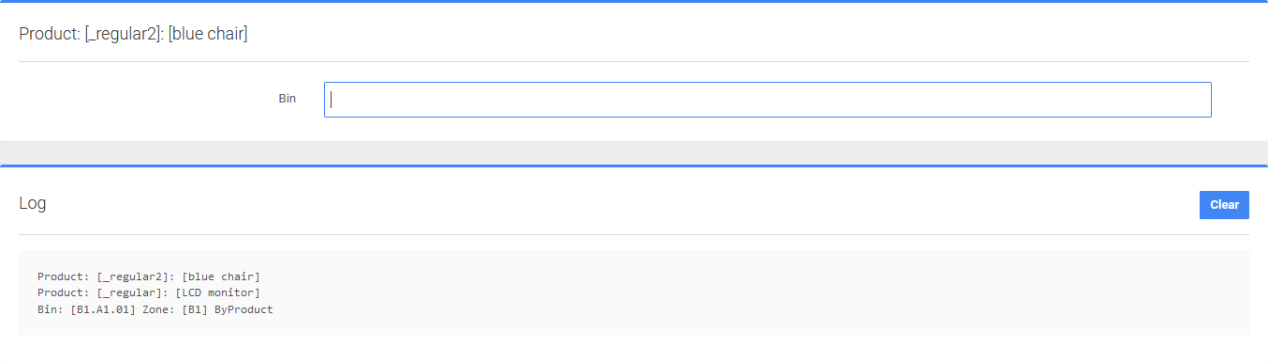 Product: [_regular2]: [blue chair]
Bin
Log
Clear
Product: [_regular2]: [blue chair]
Product: [_regular]: [LCD monitor]
Bin: [B1.A1.01] Zone: [B1] ByProduct